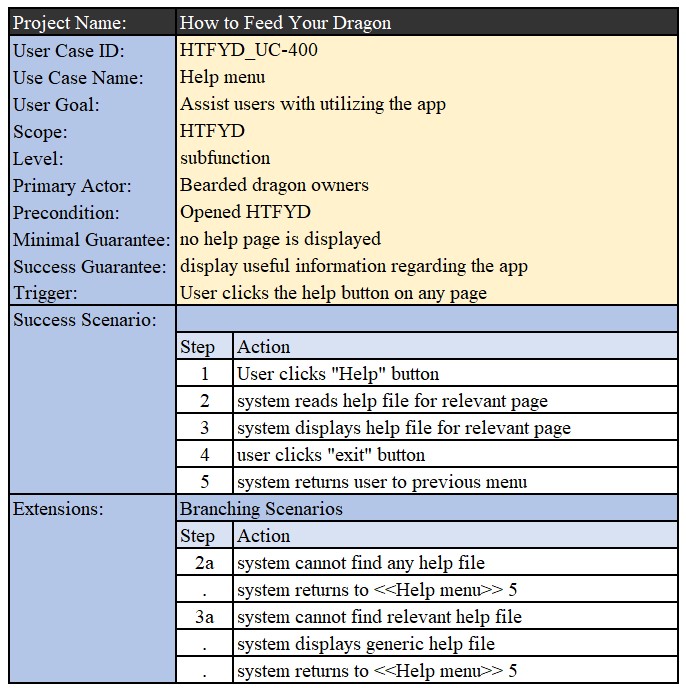 Project Name: How to Feed Your Dragon
User Case ID: HTFYD_UC-400
Use Case Name: Help menu
User Goal: Assist users with utilizing the app
Scope: HTFYD
Level: subfunction
Primary Actor: Bearded dragon owners
Precondition: Opened HTFYD
Minimal Guarantee: no help page is displayed
Success Guarantee: display useful information regarding the app
Trigger: User clicks the help button on any page
Success Scenario:
Step Action
1 User clicks "Help" button
2 system reads help file for relevant page
3 system displays help file for relevant page
4 user clicks "exit" button
5 system returns user to previous menu
Extensions: Branching Scenarios
Step Action
2a system cannot find any help file
. system returns to <<Help menu>> 5
3a system cannot find relevant help file
. system displays generic help file
. system returns to <<Help menu>> 5